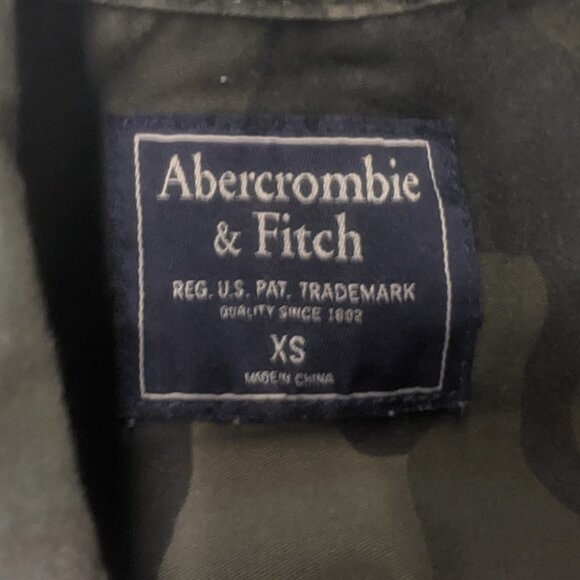 Abercrombie
& Fitch
REG. U.S. PAT. TRADEMARK
QUALITY SINCE 1892
XS
MADE IN CHINA